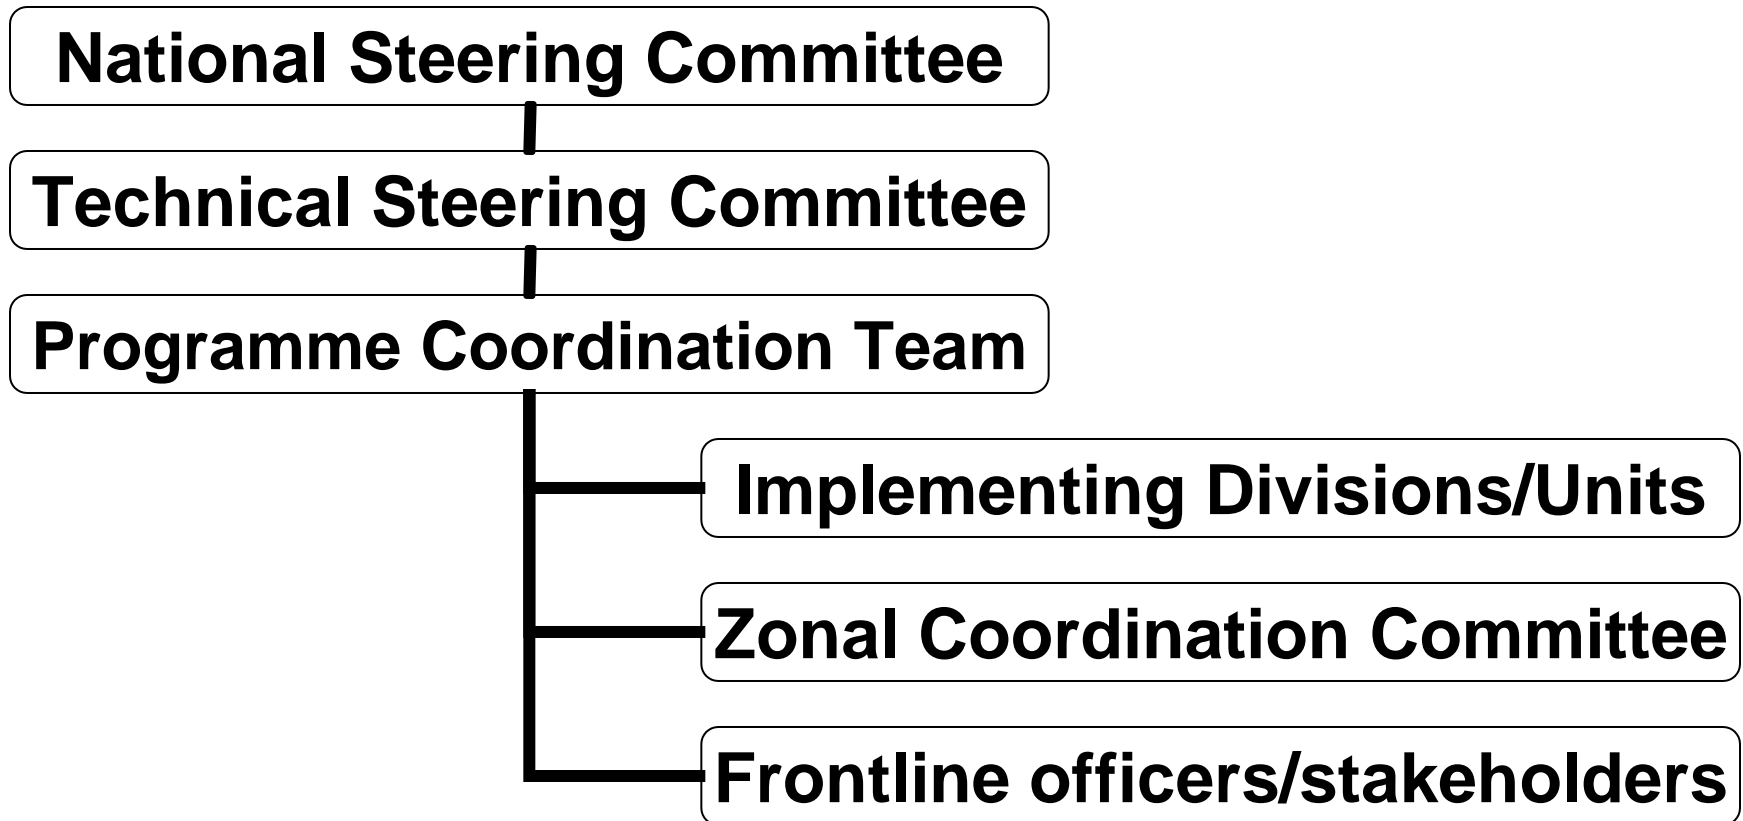 National Steering Committee
Technical Steering Committee
Programme Coordination Team
Implementing Divisions/Units
Zonal Coordination Committee
Frontline officers/stakeholders